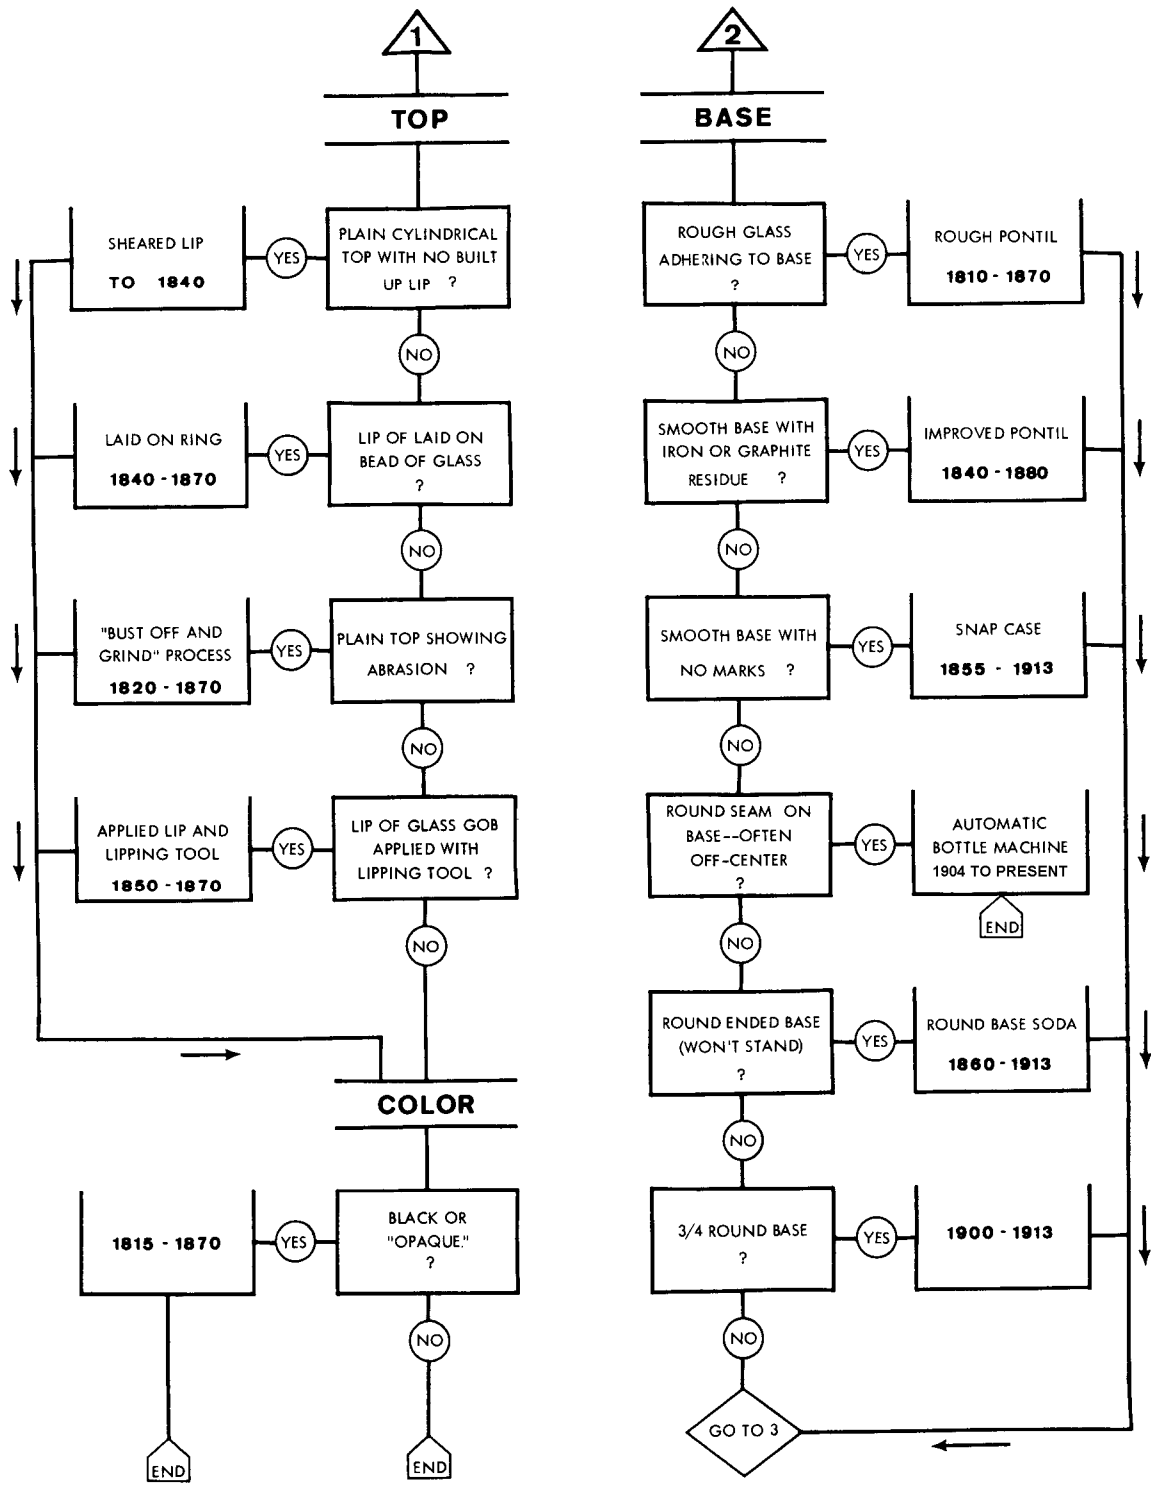 1
TOP
PLAIN CYLINDRICAL
TOP WITH NO BUILT
UP LIP ?
YES
SHEARED LIP
TO 1840
NO
LIP OF LAID ON
BEAD OF GLASS
?
YES
LAID ON RING
1840 - 1870
NO
PLAIN TOP SHOWING
ABRASION ?
YES
"BUST OFF AND
GRIND" PROCESS
1820 - 1870
NO
LIP OF GLASS GOB
APPLIED WITH
LIPPING TOOL ?
YES
APPLIED LIP AND
LIPPING TOOL
1850 - 1870
NO
COLOR
BLACK OR
"OPAQUE."
?
YES
1815 - 1870
END
NO
END
2
BASE
ROUGH GLASS
ADHERING TO BASE
?
YES
ROUGH PONTIL
1810 - 1870
NO
SMOOTH BASE WITH
IRON OR GRAPHITE
RESIDUE ?
YES
IMPROVED PONTIL
1840 - 1880
NO
SMOOTH BASE WITH
NO MARKS ?
YES
SNAP CASE
1855 - 1913
NO
ROUND SEAM ON
BASE--OFTEN
OFF-CENTER
?
YES
AUTOMATIC
BOTTLE MACHINE
1904 TO PRESENT
END
NO
ROUND ENDED BASE
(WON'T STAND)
?
YES
ROUND BASE SODA
1860 - 1913
NO
3/4 ROUND BASE
?
YES
1900 - 1913
NO
GO TO 3